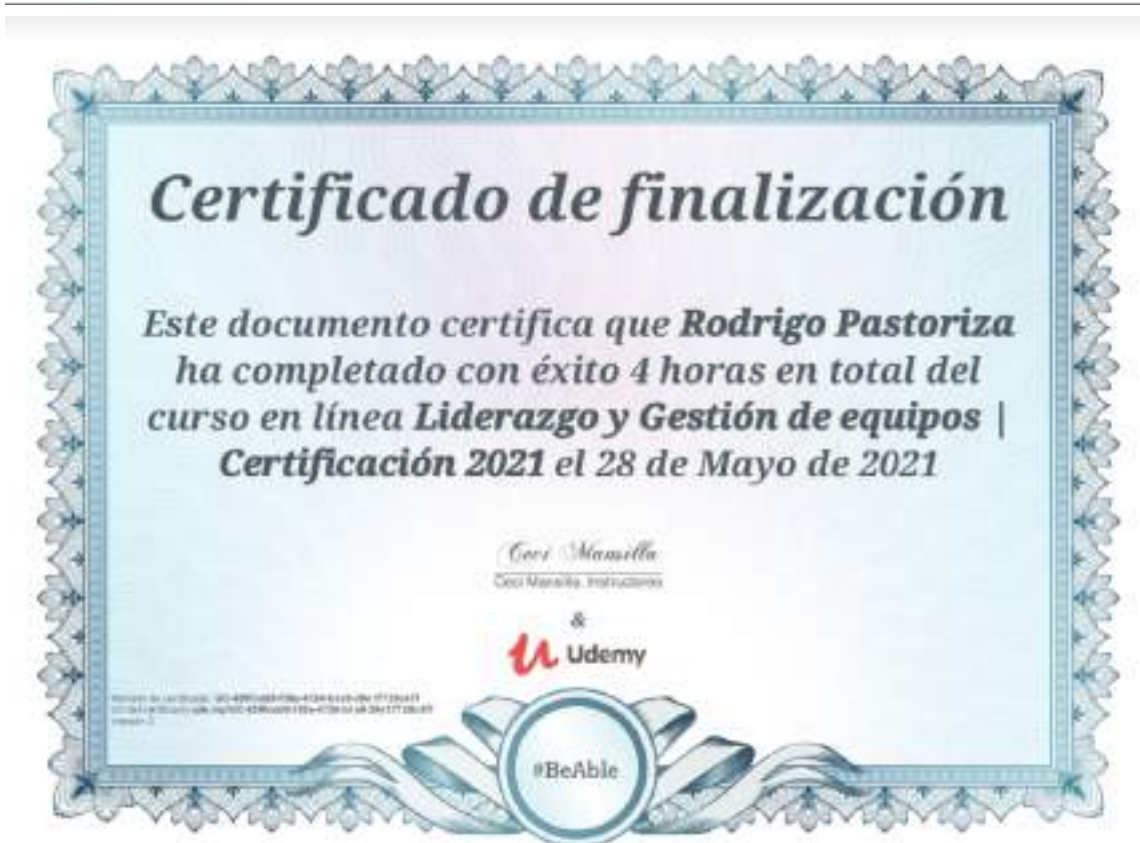 Certificado de finalización
Este documento certifica que Rodrigo Pastoriza
ha completado con éxito 4 horas en total del
curso en línea Liderazgo y Gestión de equipos |
Certificación 2021 el 28 de Mayo de 2021
Ceci Mansilla
Ceci Mansilla, Instructores
&
Udemy
#BeAble